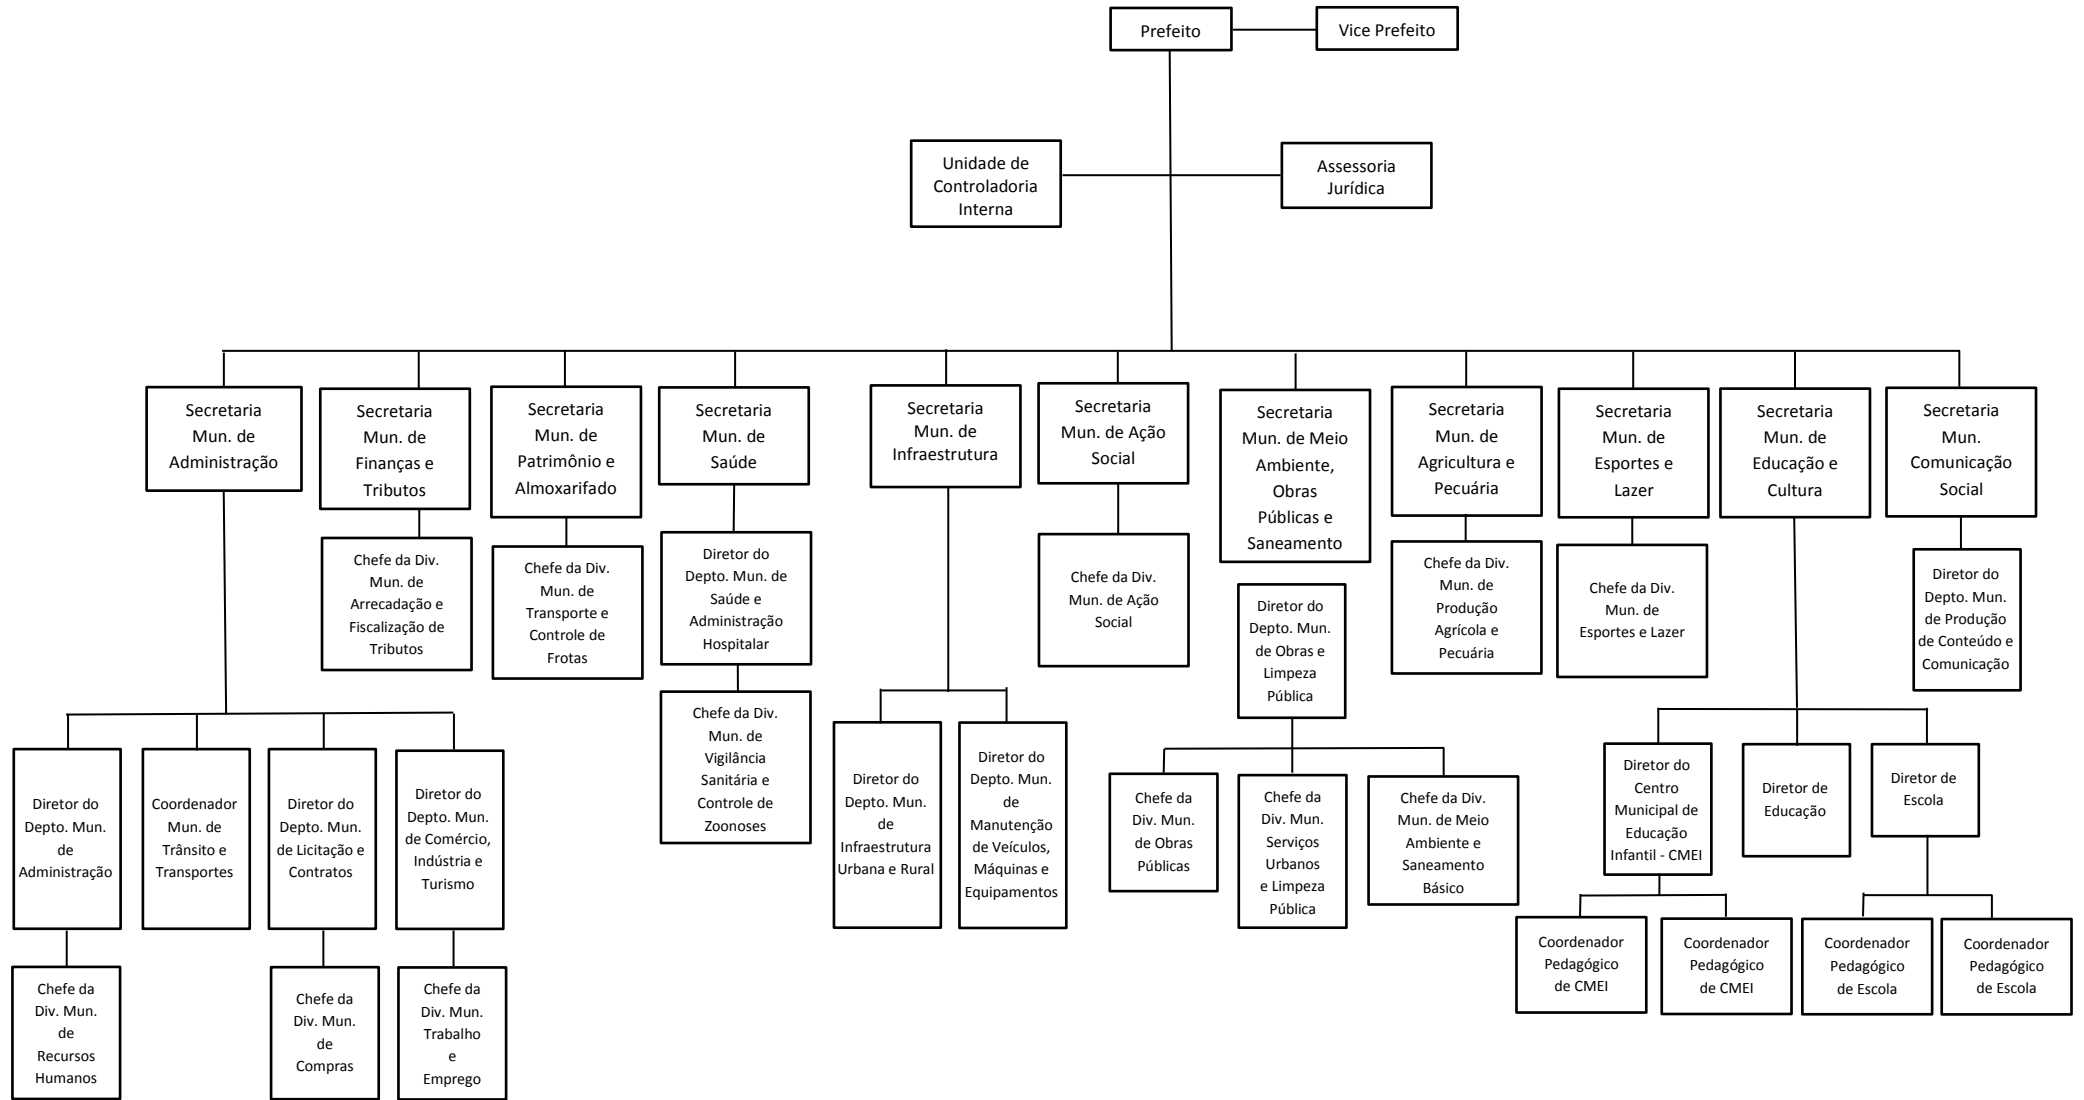 Prefeito
Vice Prefeito
Unidade de
Controladoria
Interna
Assessoria
Jurídica
Secretaria
Mun. de
Administração
Secretaria
Mun. de
Finanças e
Tributos
Secretaria
Mun. de
Patrimônio e
Almoxarifado
Secretaria
Mun. de
Saúde
Secretaria
Mun. de
Infraestrutura
Secretaria
Mun. de Ação
Social
Secretaria
Mun. de Meio
Ambiente,
Obras
Públicas e
Saneamento
Secretaria
Mun. de
Agricultura e
Pecuária
Secretaria
Mun. de
Esportes e
Lazer
Secretaria
Mun. de
Educação e
Cultura
Secretaria
Mun.
Comunicação
Social
Chefe da Div.
Mun. de
Arrecadação e
Fiscalização de
Tributos
Chefe da Div.
Mun. de
Transporte e
Controle de
Frotas
Diretor do
Depto. Mun. de
Saúde e
Administração
Hospitalar
Chefe da Div.
Mun. de Ação
Social
Diretor do
Depto. Mun.
de Obras e
Limpeza
Pública
Chefe da Div.
Mun. de
Produção
Agrícola e
Pecuária
Chefe da Div.
Mun. de
Esportes e Lazer
Diretor do
Depto. Mun.
de Produção
de Conteúdo e
Comunicação
Chefe da Div.
Mun. de
Vigilância
Sanitária e
Controle de
Zoonoses
Diretor do
Depto. Mun.
de
Administração
Coordenador
Mun. de
Trânsito e
Transportes
Diretor do
Depto. Mun.
de Licitação e
Contratos
Diretor do
Depto. Mun.
de Comércio,
Indústria e
Turismo
Diretor do
Depto. Mun.
de
Infraestrutura
Urbana e Rural
Diretor do
Depto. Mun.
de
Manutenção
de Veículos,
Máquinas e
Equipamentos
Chefe da
Div. Mun.
de Obras
Públicas
Chefe da
Div. Mun.
Serviços
Urbanos
e Limpeza
Pública
Chefe da Div.
Mun. de Meio
Ambiente e
Saneamento
Básico
Diretor do
Centro
Municipal de
Educação
Infantil - CMEI
Diretor de
Educação
Diretor de
Escola
Chefe da
Div. Mun.
de
Recursos
Humanos
Chefe da
Div. Mun.
de
Compras
Chefe da
Div. Mun.
Trabalho
e
Emprego
Coordenador
Pedagógico
de CMEI
Coordenador
Pedagógico
de CMEI
Coordenador
Pedagógico
de Escola
Coordenador
Pedagógico
de Escola